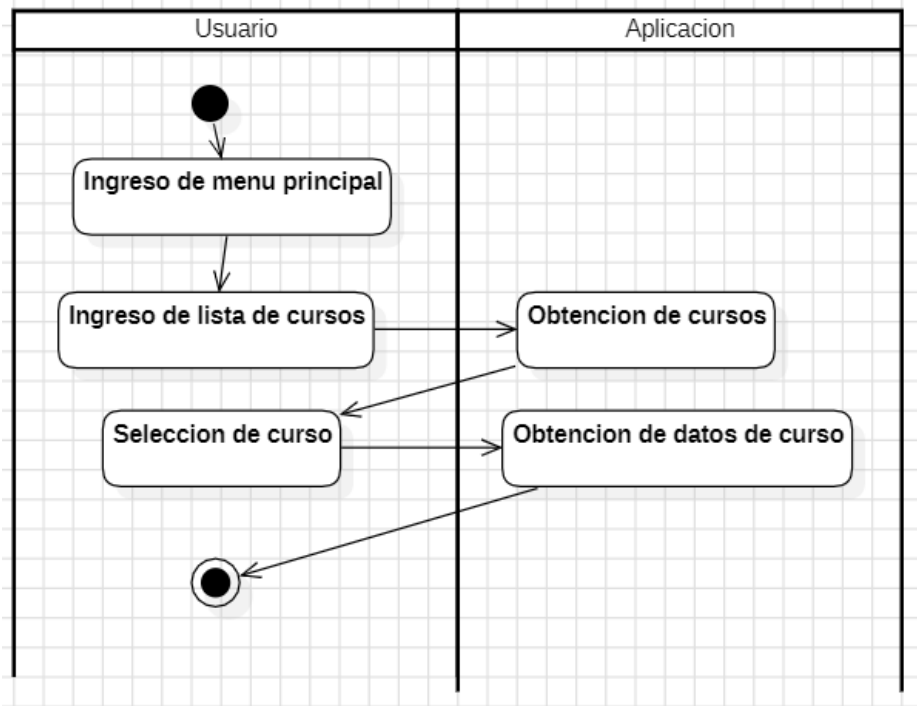 Usuario
Aplicacion
Ingreso de menu principal
Ingreso de lista de cursos
Obtencion de cursos
Seleccion de curso
Obtencion de datos de curso